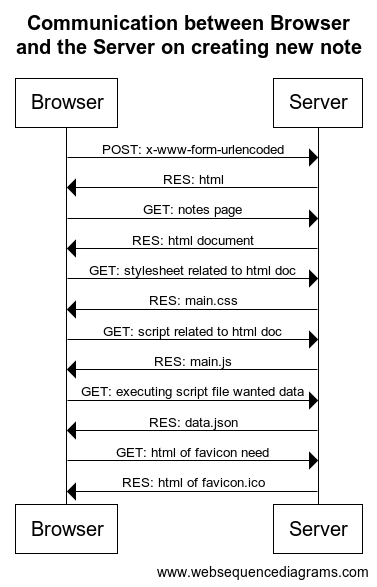 Communication between Browser
and the Server on creating new note
Browser
Server
POST: x-www-form-urlencoded
RES: html
GET: notes page
RES: html document
GET: stylesheet related to html doc
RES: main.css
GET: script related to html doc
RES: main.js
GET: executing script file wanted data
RES: data.json
GET: html of favicon need
RES: html of favicon.ico
Browser
Server
www.websequencediagrams.com